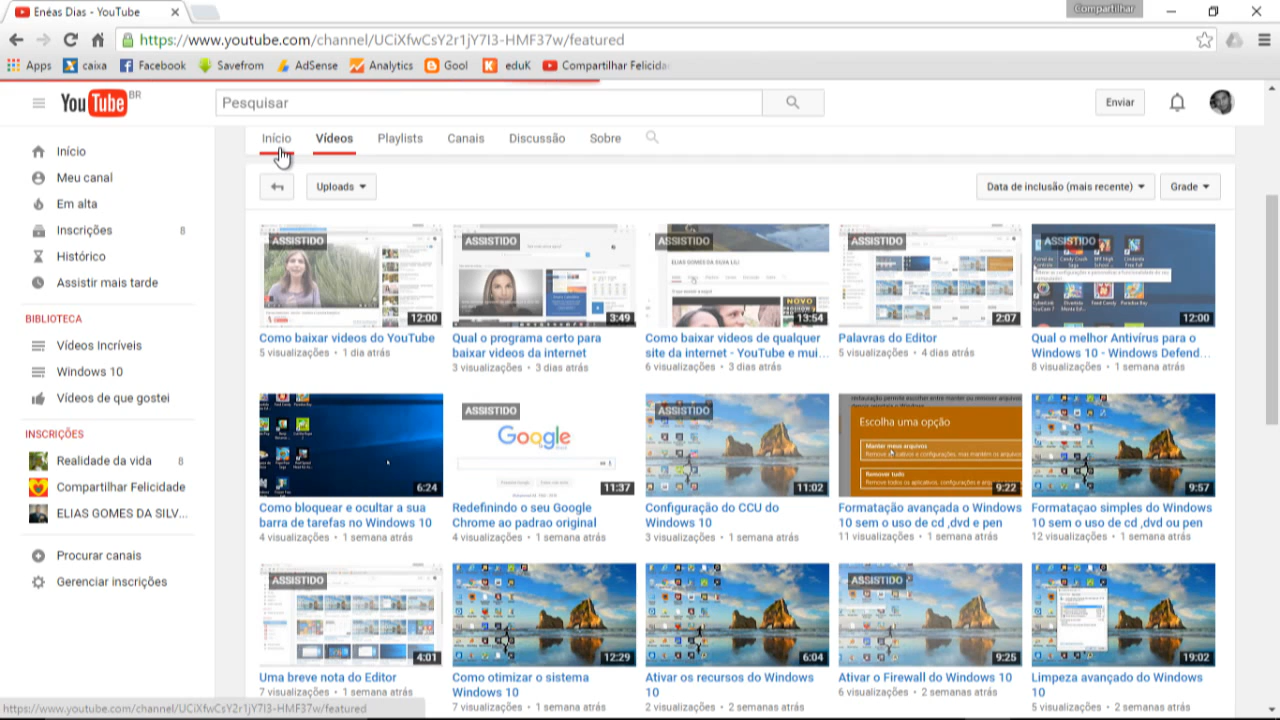 Enéas Dias - YouTube
Compartilhar
https://www.youtube.com/channel/UCiXfwCsY2r1jY7I3-HMF37w/featured
Apps caixa Facebook Savefrom AdSense Analytics Gool eduK Compartilhar Felicida
YouTube BR
Pesquisar
Enviar
Início Vídeos Playlists Canais Discussão Sobre
Uploads
Data de inclusão (mais recente)
Grade
Início
Meu canal
Em alta
Inscrições 8
Histórico
Assistir mais tarde
BIBLIOTECA
Vídeos Incríveis
Windows 10
Vídeos de que gostei
INSCRIÇÕES
Realidade da vida 8
Compartilhar Felicid
ELIAS GOMES DA SILV...
Procurar canais
Gerenciar inscrições
ASSISTIDO
12:00
Como baixar videos do YouTube
5 visualizações • 1 dia atrás
ASSISTIDO
3:49
Qual o programa certo para
baixar videos da internet
3 visualizações • 3 dias atrás
ASSISTIDO
13:54
Como baixar videos de qualquer
site da internet - YouTube e mui...
6 visualizações • 3 dias atrás
ASSISTIDO
2:07
Palavras do Editor
5 visualizações • 4 dias atrás
ASSISTIDO
12:00
Qual o melhor Antivírus para o
Windows 10 - Windows Defend...
8 visualizações • 1 semana atrás
6:24
Como bloquear e ocultar a sua
barra de tarefas no Windows 10
4 visualizações • 1 semana atrás
ASSISTIDO
Google
11:37
Redefinindo o seu Google
Chrome ao padrao original
4 visualizações • 1 semana atrás
ASSISTIDO
11:02
Configuração do CCU do
Windows 10
3 visualizações • 1 semana atrás
Escolha uma opção
Manter meus arquivos
Remover tudo
9:22
Formatação avançada o Windows
10 sem o uso de cd ,dvd e pen
11 visualizações • 1 semana atrás
9:57
Formataçao simples do Windows
10 sem o uso de cd ,dvd ou pen
12 visualizações • 1 semana atrás
ASSISTIDO
4:01
Uma breve nota do Editor
7 visualizações • 1 semana atrás
12:29
Como otimizar o sistema
Windows 10
7 visualizações • 1 semana atrás
6:04
Ativar os recursos do Windows
10
2 visualizações • 2 semanas atrás
ASSISTIDO
9:25
Ativar o Firewall do Windows 10
6 visualizações • 2 semanas atrás
19:02
Limpeza avançado do Windows
10
5 visualizações • 2 semanas atrás
https://www.youtube.com/channel/UCiXfwCsY2r1jY7I3-HMF37w/featured